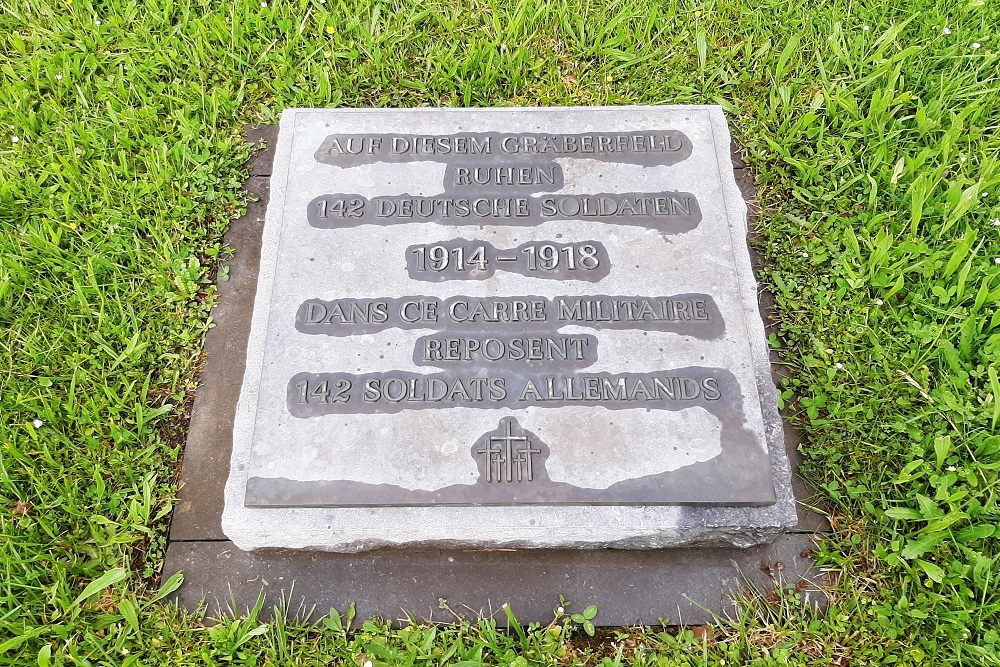 AUF DIESEM GRÄBERFELD
RUHEN
142 DEUTSCHE SOLDATEN
1914 – 1918
DANS CE CARRE MILITAIRE
REPOSENT
142 SOLDATS ALLEMANDS